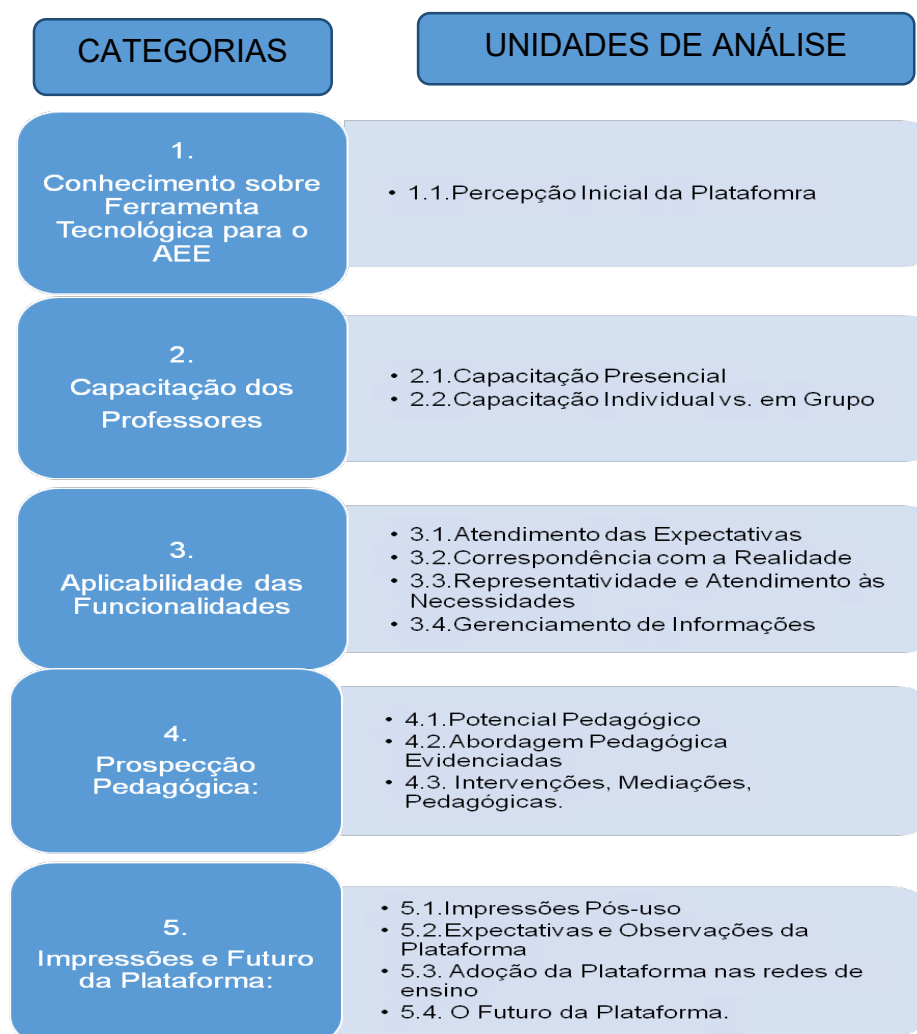 CATEGORIAS
UNIDADES DE ANÁLISE
1.
Conhecimento sobre
Ferramenta
Tecnológica para o
AEE
• 1.1.Percepção Inicial da Platafomra
2.
Capacitação dos
Professores
• 2.1.Capacitação Presencial
• 2.2.Capacitação Individual vs. em Grupo
3.
Aplicabilidade das
Funcionalidades
• 3.1.Atendimento das Expectativas
• 3.2.Correspondência com a Realidade
• 3.3.Representatividade e Atendimento às
Necessidades
• 3.4.Gerenciamento de Informações
4.
Prospecção
Pedagógica:
• 4.1.Potencial Pedagógico
• 4.2.Abordagem Pedagógica
Evidenciadas
• 4.3. Intervenções, Mediações,
Pedagógicas.
5.
Impressões e Futuro
da Plataforma:
• 5.1.Impressões Pós-uso
• 5.2.Expectativas e Observações da
Plataforma
• 5.3. Adoção da Plataforma nas redes de
ensino
• 5.4. O Futuro da Plataforma.